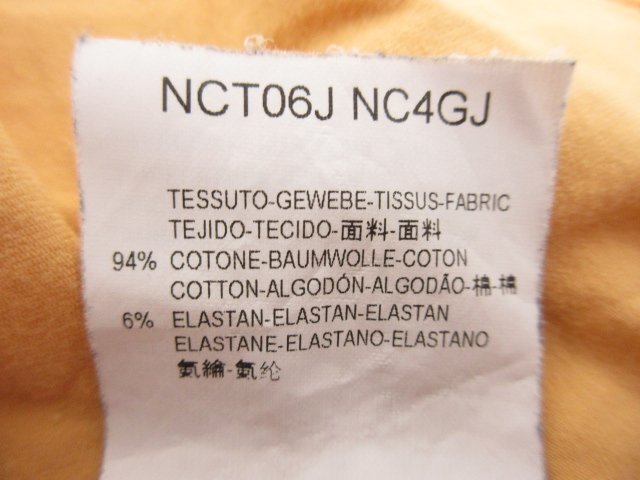 NCT06J NC4GJ
TESSUTO-GEWEBE-TISSUS-FABRIC
TEJIDO-TECIDO-面料-面料
94% COTONE-BAUMWOLLE-COTON
COTTON-ALGODÓN-ALGODÃO-棉-棉
6% ELASTAN-ELASTAN-ELASTAN
ELASTANE-ELASTANO-ELASTANO
氨綸-氨纶